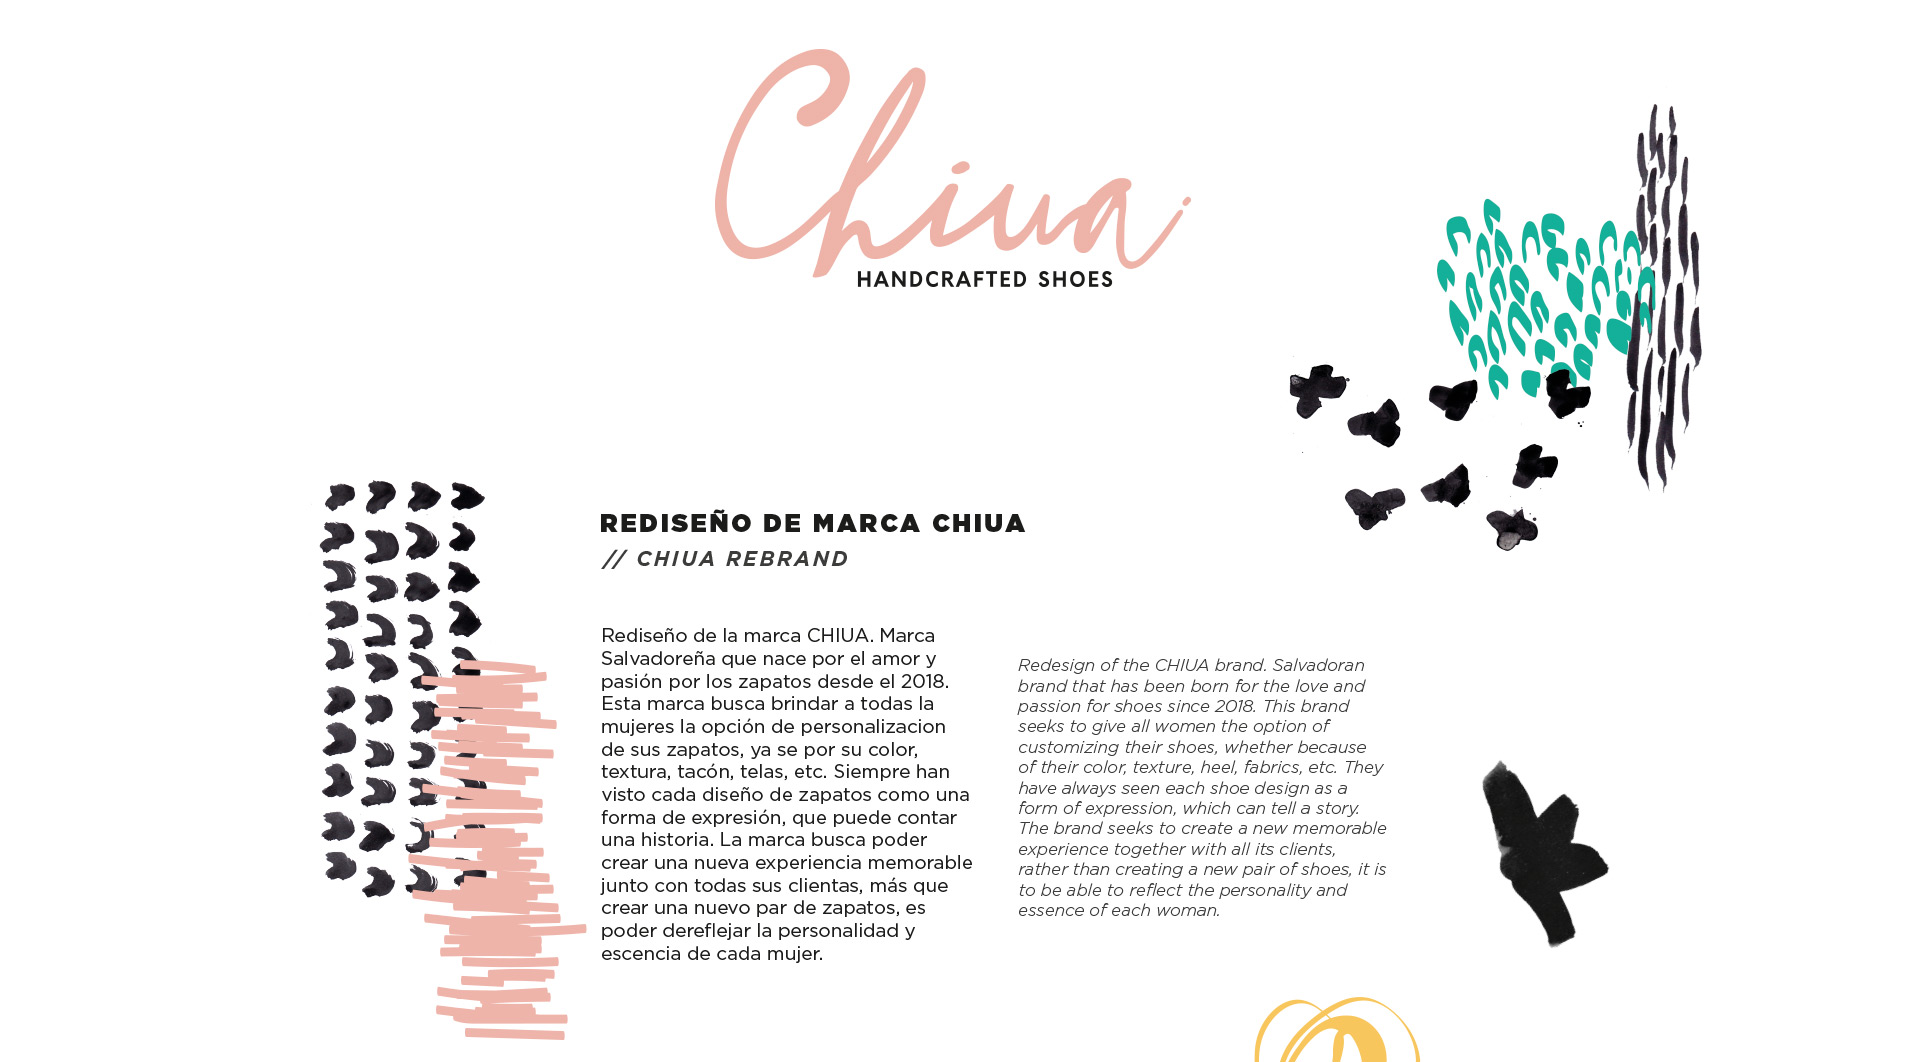 Chiua
HANDCRAFTED SHOES
REDISEÑO DE MARCA CHIUA
// CHIUA REBRAND
Rediseño de la marca CHIUA. Marca
Salvadoreña que nace por el amor y
pasión por los zapatos desde el 2018.
Esta marca busca brindar a todas la
mujeres la opción de personalizacion
de sus zapatos, ya se por su color,
textura, tacón, telas, etc. Siempre han
visto cada diseño de zapatos como una
forma de expresión, que puede contar
una historia. La marca busca poder
crear una nueva experiencia memorable
junto con todas sus clientas, más que
crear una nuevo par de zapatos, es
poder dereflejar la personalidad y
escencia de cada mujer.
Redesign of the CHIUA brand. Salvadoran
brand that has been born for the love and
passion for shoes since 2018. This brand
seeks to give all women the option of
customizing their shoes, whether because
of their color, texture, heel, fabrics, etc. They
have always seen each shoe design as a
form of expression, which can tell a story.
The brand seeks to create a new memorable
experience together with all its clients,
rather than creating a new pair of shoes, it is
to be able to reflect the personality and
essence of each woman.